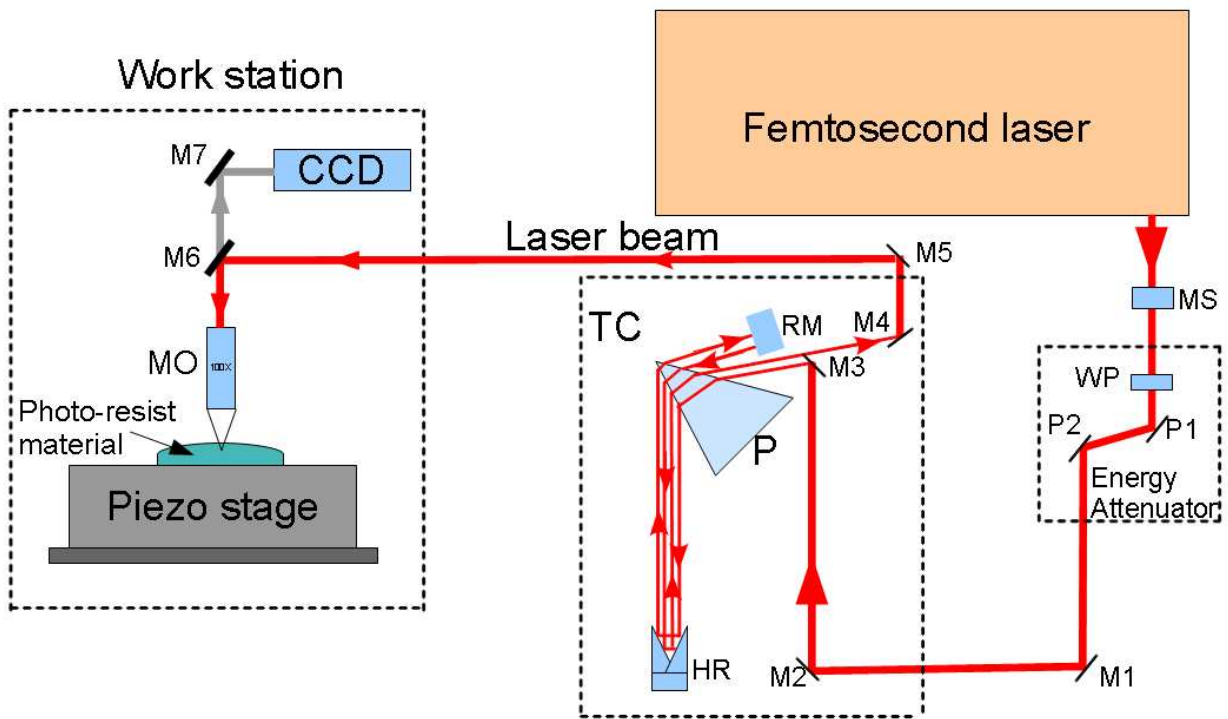 Work station
Femtosecond laser
M7
CCD
M6
Laser beam
M5
MS
TC
RM
M4
M3
MO
100X
WP
P2
P1
Photo-resist
material
P
Energy
Attenuator
Piezo stage
HR
M2
M1